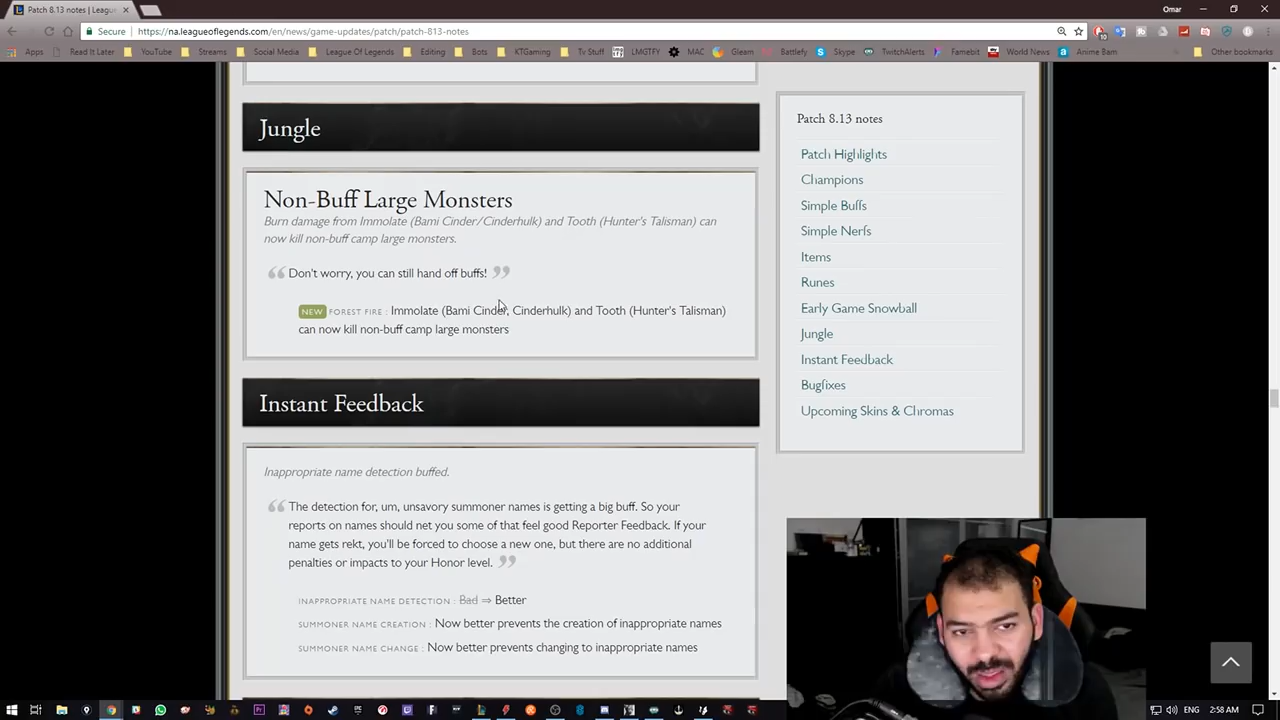 Patch 8.13 notes | Leagu
Omar
Secure | https://na.leagueoflegends.com/en/news/game-updates/patch/patch-813-notes
Apps Read It Later YouTube Streams Social Media League Of Legends Editing Bots KTGaming Tv Stuff LMGTFY MAC Gleam Battlefy Skype TwitchAlerts Famebit World News Anime Bam Other bookmarks
Jungle
Non-Buff Large Monsters
Burn damage from Immolate (Bami Cinder/Cinderhulk) and Tooth (Hunter's Talisman) can
now kill non-buff camp large monsters.
“ Don't worry, you can still hand off buffs! ”
NEW FOREST FIRE : Immolate (Bami Cinder, Cinderhulk) and Tooth (Hunter's Talisman)
can now kill non-buff camp large monsters
Instant Feedback
Inappropriate name detection buffed.
“ The detection for, um, unsavory summoner names is getting a big buff. So your
reports on names should net you some of that feel good Reporter Feedback. If your
name gets rekt, you'll be forced to choose a new one, but there are no additional
penalties or impacts to your Honor level. ”
INAPPROPRIATE NAME DETECTION : Bad ⇒ Better
SUMMONER NAME CREATION : Now better prevents the creation of inappropriate names
SUMMONER NAME CHANGE : Now better prevents changing to inappropriate names
Patch 8.13 notes
Patch Highlights
Champions
Simple Buffs
Simple Nerfs
Items
Runes
Early Game Snowball
Jungle
Instant Feedback
Bugfixes
Upcoming Skins & Chromas
ENG 2:58 AM